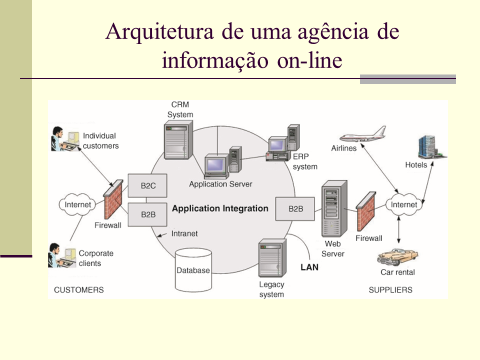 Arquitetura de uma agência de
informação on-line
CRM
System
Individual
customers
ERP
system
Airlines
Hotels
Application Server
B2C
Internet
Application Integration
B2B
B2B
Internet
Firewall
Intranet
Web
Server
Firewall
Corporate
clients
Database
Legacy
system
LAN
Car rental
CUSTOMERS
SUPPLIERS